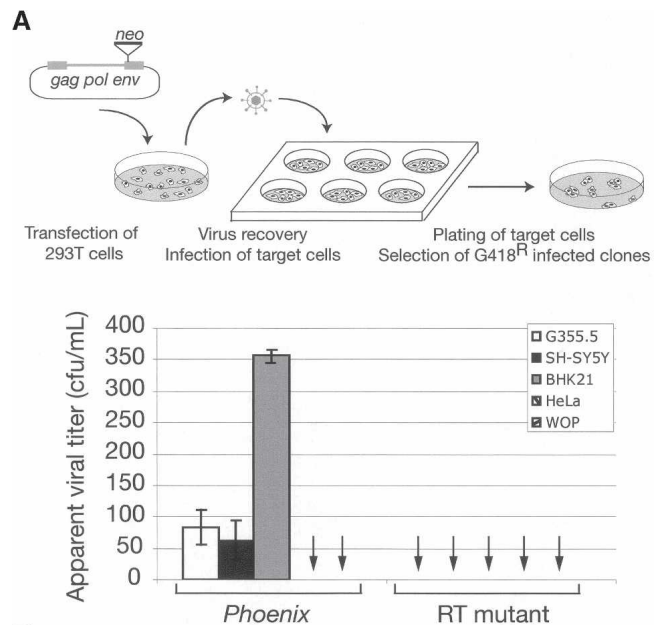 A
neo
gag pol env
Transfection of
293T cells
Virus recovery
Infection of target cells
Plating of target cells
Selection of G418R infected clones
Apparent viral titer (cfu/mL)
400
350
300
250
200
150
100
50
0
G355.5
SH-SY5Y
BHK21
HeLa
WOP
Phoenix
RT mutant